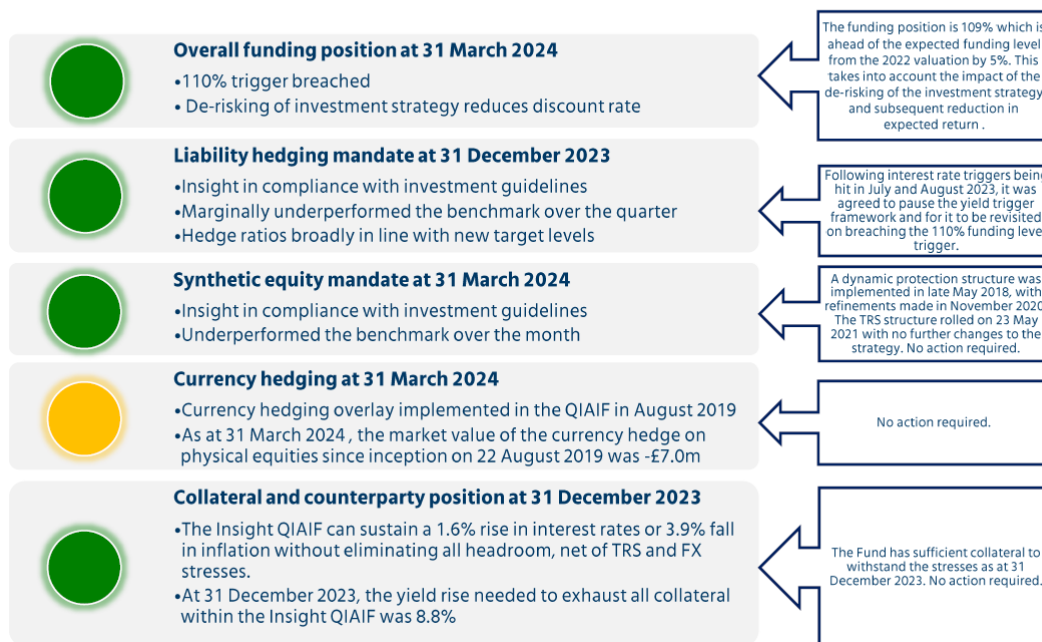 Overall funding position at 31 March 2024
•110% trigger breached
• De-risking of investment strategy reduces discount rate
The funding position is 109% which is
ahead of the expected funding level
from the 2022 valuation by 5%. This
takes into account the impact of the
de-risking of the investment strategy
and subsequent reduction in
expected return .
Liability hedging mandate at 31 December 2023
•Insight in compliance with investment guidelines
•Marginally underperformed the benchmark over the quarter
•Hedge ratios broadly in line with new target levels
Following interest rate triggers being
hit in July and August 2023, it was
agreed to pause the yield trigger
framework and for it to be revisited
on breaching the 110% funding level
trigger.
Synthetic equity mandate at 31 March 2024
•Insight in compliance with investment guidelines
•Underperformed the benchmark over the month
A dynamic protection structure was
implemented in late May 2018, with
refinements made in November 2020.
The TRS structure rolled on 23 May
2021 with no further changes to the
strategy. No action required.
Currency hedging at 31 March 2024
•Currency hedging overlay implemented in the QIAIF in August 2019
•As at 31 March 2024 , the market value of the currency hedge on
physical equities since inception on 22 August 2019 was -£7.0m
No action required.
Collateral and counterparty position at 31 December 2023
•The Insight QIAIF can sustain a 1.6% rise in interest rates or 3.9% fall
in inflation without eliminating all headroom, net of TRS and FX
stresses.
•At 31 December 2023, the yield rise needed to exhaust all collateral
within the Insight QIAIF was 8.8%
The Fund has sufficient collateral to
withstand the stresses as at 31
December 2023. No action required.